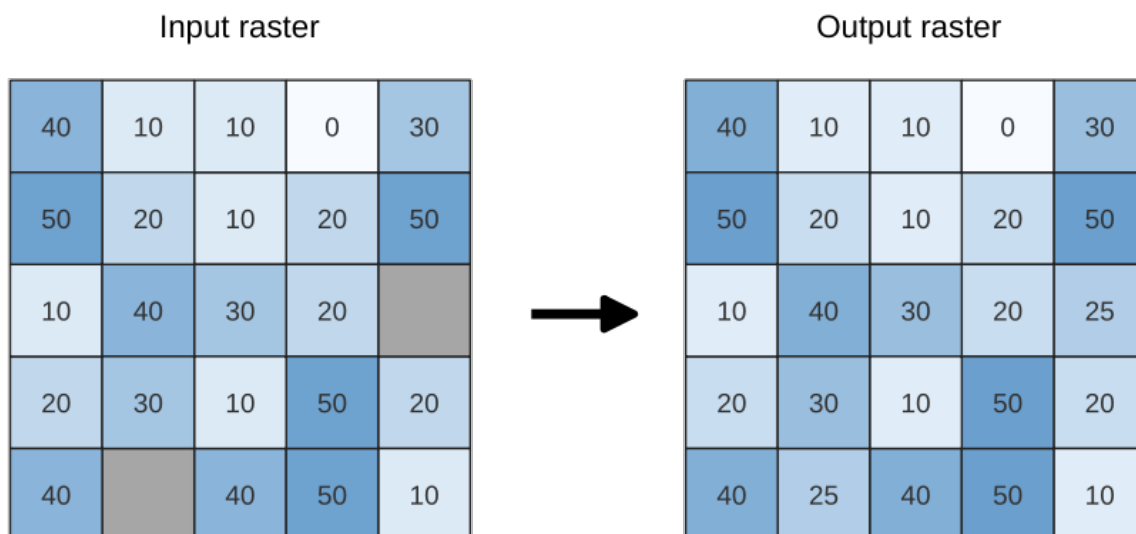 Input raster
Output raster
40 10 10 0 30
50 20 10 20 50
10 40 30 20
20 30 10 50 20
40 40 50 10
40 10 10 0 30
50 20 10 20 50
10 40 30 20 25
20 30 10 50 20
40 25 40 50 10